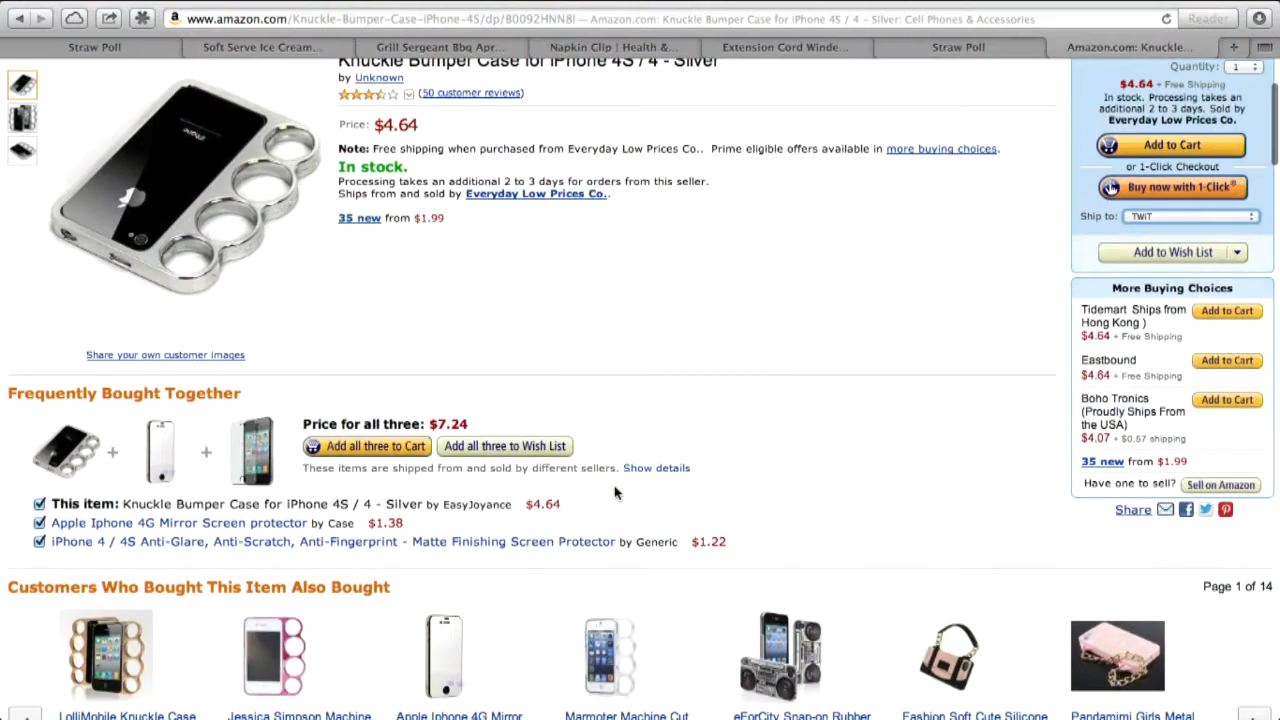 www.amazon.com/Knuckle-Bumper-Case-iPhone-4S/dp/B0092HNN8I — Amazon.com: Knuckle Bumper Case for iPhone 4S / 4 - Silver: Cell Phones & Accessories
Reader
Straw Poll
Soft Serve Ice Cream...
Grill Sergeant Bbq Apr...
Napkin Clip | Health &...
Extension Cord Winde...
Straw Poll
Amazon.com: Knuckle...
Knuckle Bumper Case for iPhone 4S / 4 - Silver
by Unknown
(50 customer reviews)
Price: $4.64
Note: Free shipping when purchased from Everyday Low Prices Co.. Prime eligible offers available in more buying choices.
In stock.
Processing takes an additional 2 to 3 days for orders from this seller.
Ships from and sold by Everyday Low Prices Co..
35 new from $1.99
iPhone
Share your own customer images
Quantity: 1
$4.64 + Free Shipping
In stock. Processing takes an
additional 2 to 3 days. Sold by
Everyday Low Prices Co.
Add to Cart
or 1-Click Checkout
Buy now with 1-Click®
Ship to: TWiT
Add to Wish List
More Buying Choices
Tidemart Ships from
Hong Kong )
$4.64 + Free Shipping
Add to Cart
Eastbound
$4.64 + Free Shipping
Add to Cart
Boho Tronics
(Proudly Ships From
the USA)
$4.07 + $0.57 shipping
Add to Cart
35 new from $1.99
Have one to sell? Sell on Amazon
Share
Frequently Bought Together
Price for all three: $7.24
Add all three to Cart
Add all three to Wish List
These items are shipped from and sold by different sellers. Show details
This item: Knuckle Bumper Case for iPhone 4S / 4 - Silver by EasyJoyance $4.64
Apple Iphone 4G Mirror Screen protector by Case $1.38
iPhone 4 / 4S Anti-Glare, Anti-Scratch, Anti-Fingerprint - Matte Finishing Screen Protector by Generic $1.22
Customers Who Bought This Item Also Bought
Page 1 of 14
LolliMobile Knuckle Case
Jessica Simpson Machine
Apple Iphone 4G Mirror
Marmoter Machine Cut
eForCity Snap-on Rubber
Fashion Soft Cute Silicone
Pandamimi Girls Metal